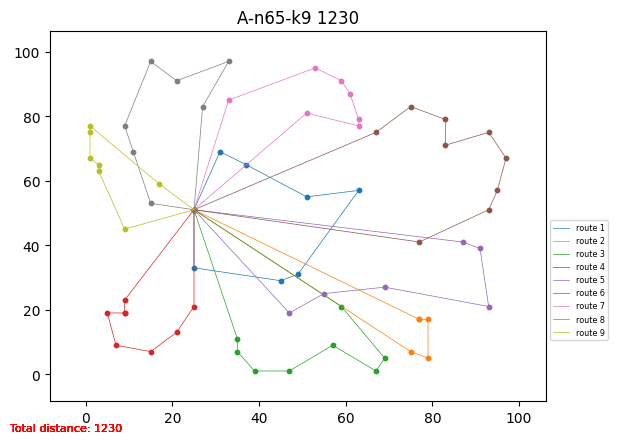 A-n65-k9 1230
100
80
60
40
20
0
0 20 40 60 80 100
route 1
route 2
route 3
route 4
route 5
route 6
route 7
route 8
route 9
Total distance: 1230